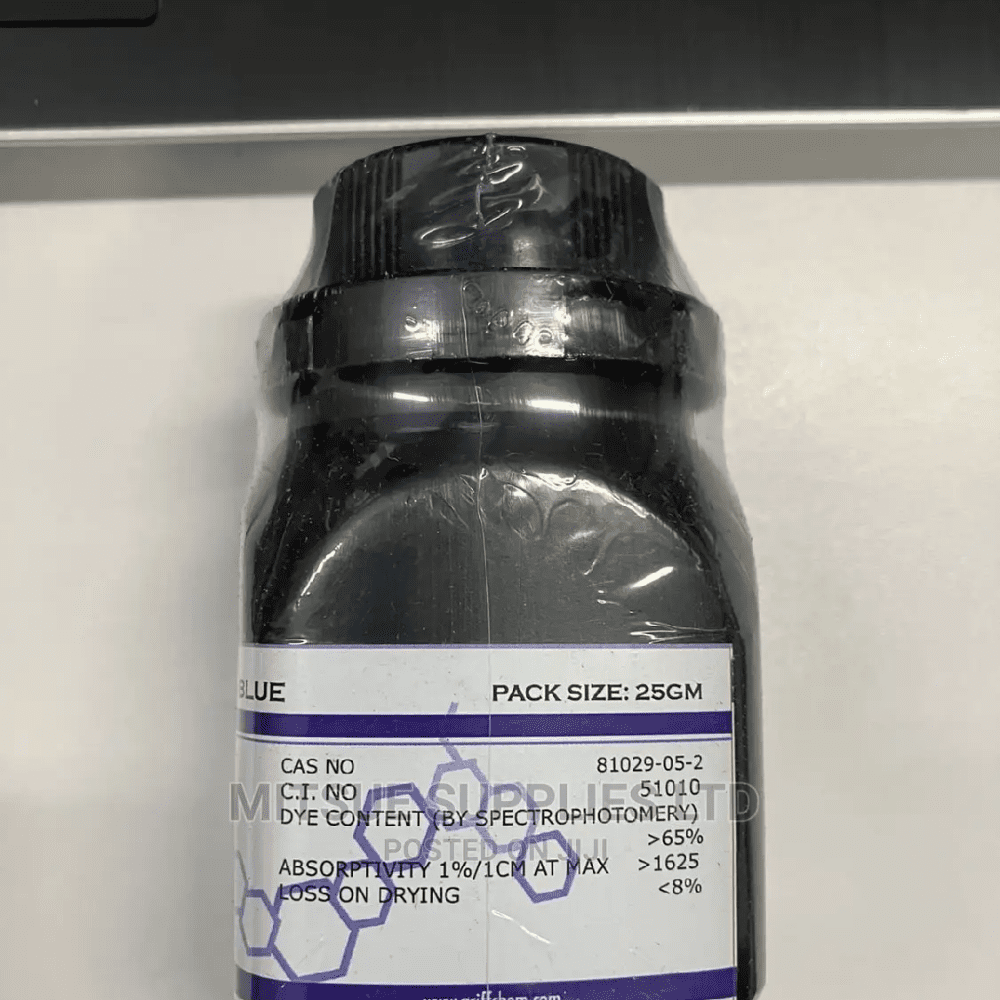 BLUE PACK SIZE: 25GM
CAS NO 81029-05-2
C.I. NO 51010
DYE CONTENT (BY SPECTROPHOTOMERY)
>65%
ABSORPTIVITY 1%/1CM AT MAX >1625
LOSS ON DRYING <8%
MITSUF SUPPLIES LTD
POSTED ON JIJI